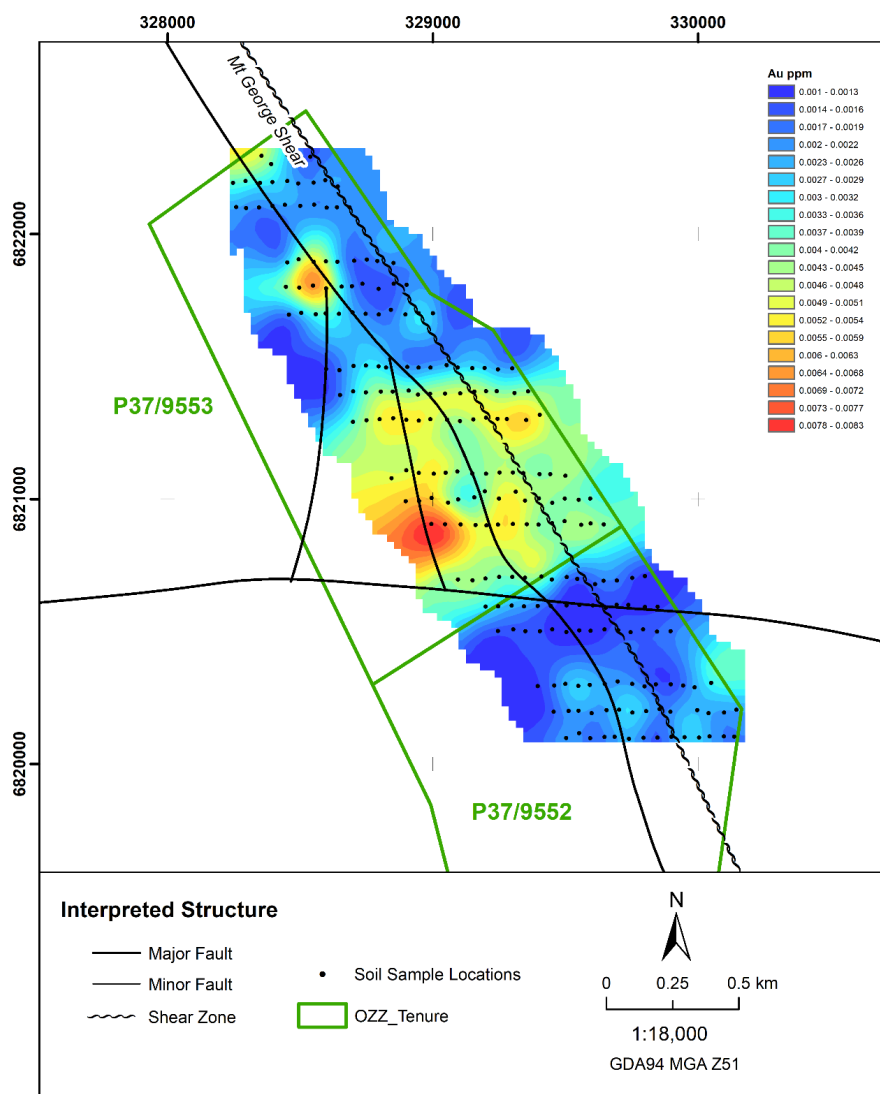 328000
329000
330000
6822000
6821000
6820000
Mt George Shear
P37/9553
P37/9552
Au ppm
0.001 - 0.0013
0.0014 - 0.0016
0.0017 - 0.0019
0.002 - 0.0022
0.0023 - 0.0026
0.0027 - 0.0029
0.003 - 0.0032
0.0033 - 0.0036
0.0037 - 0.0039
0.004 - 0.0042
0.0043 - 0.0045
0.0046 - 0.0048
0.0049 - 0.0051
0.0052 - 0.0054
0.0055 - 0.0059
0.006 - 0.0063
0.0064 - 0.0068
0.0069 - 0.0072
0.0073 - 0.0077
0.0078 - 0.0083
Interpreted Structure
Major Fault
Minor Fault
Shear Zone
Soil Sample Locations
OZZ_Tenure
N
0 0.25 0.5 km
1:18,000
GDA94 MGA Z51